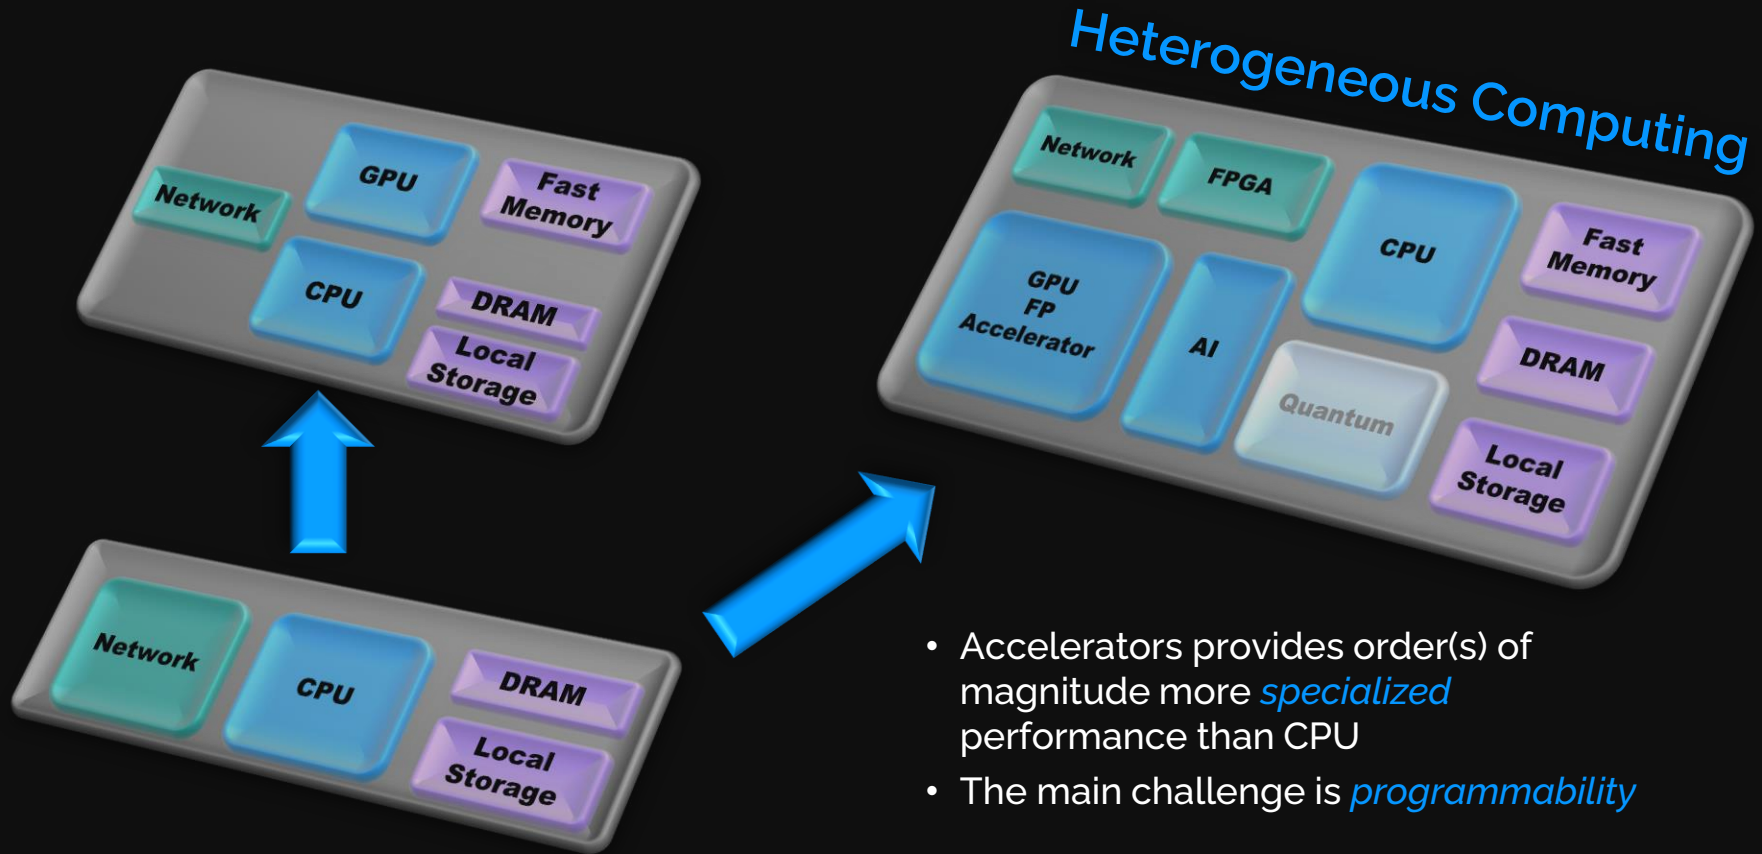 Heterogeneous Computing
Network
GPU
Fast
Memory
CPU
DRAM
Local
Storage
Network
FPGA
CPU
Fast
Memory
GPU
FP
Accelerator
AI
Quantum
DRAM
Local
Storage
Network
CPU
DRAM
Local
Storage
• Accelerators provides order(s) of
magnitude more specialized
performance than CPU
• The main challenge is programmability